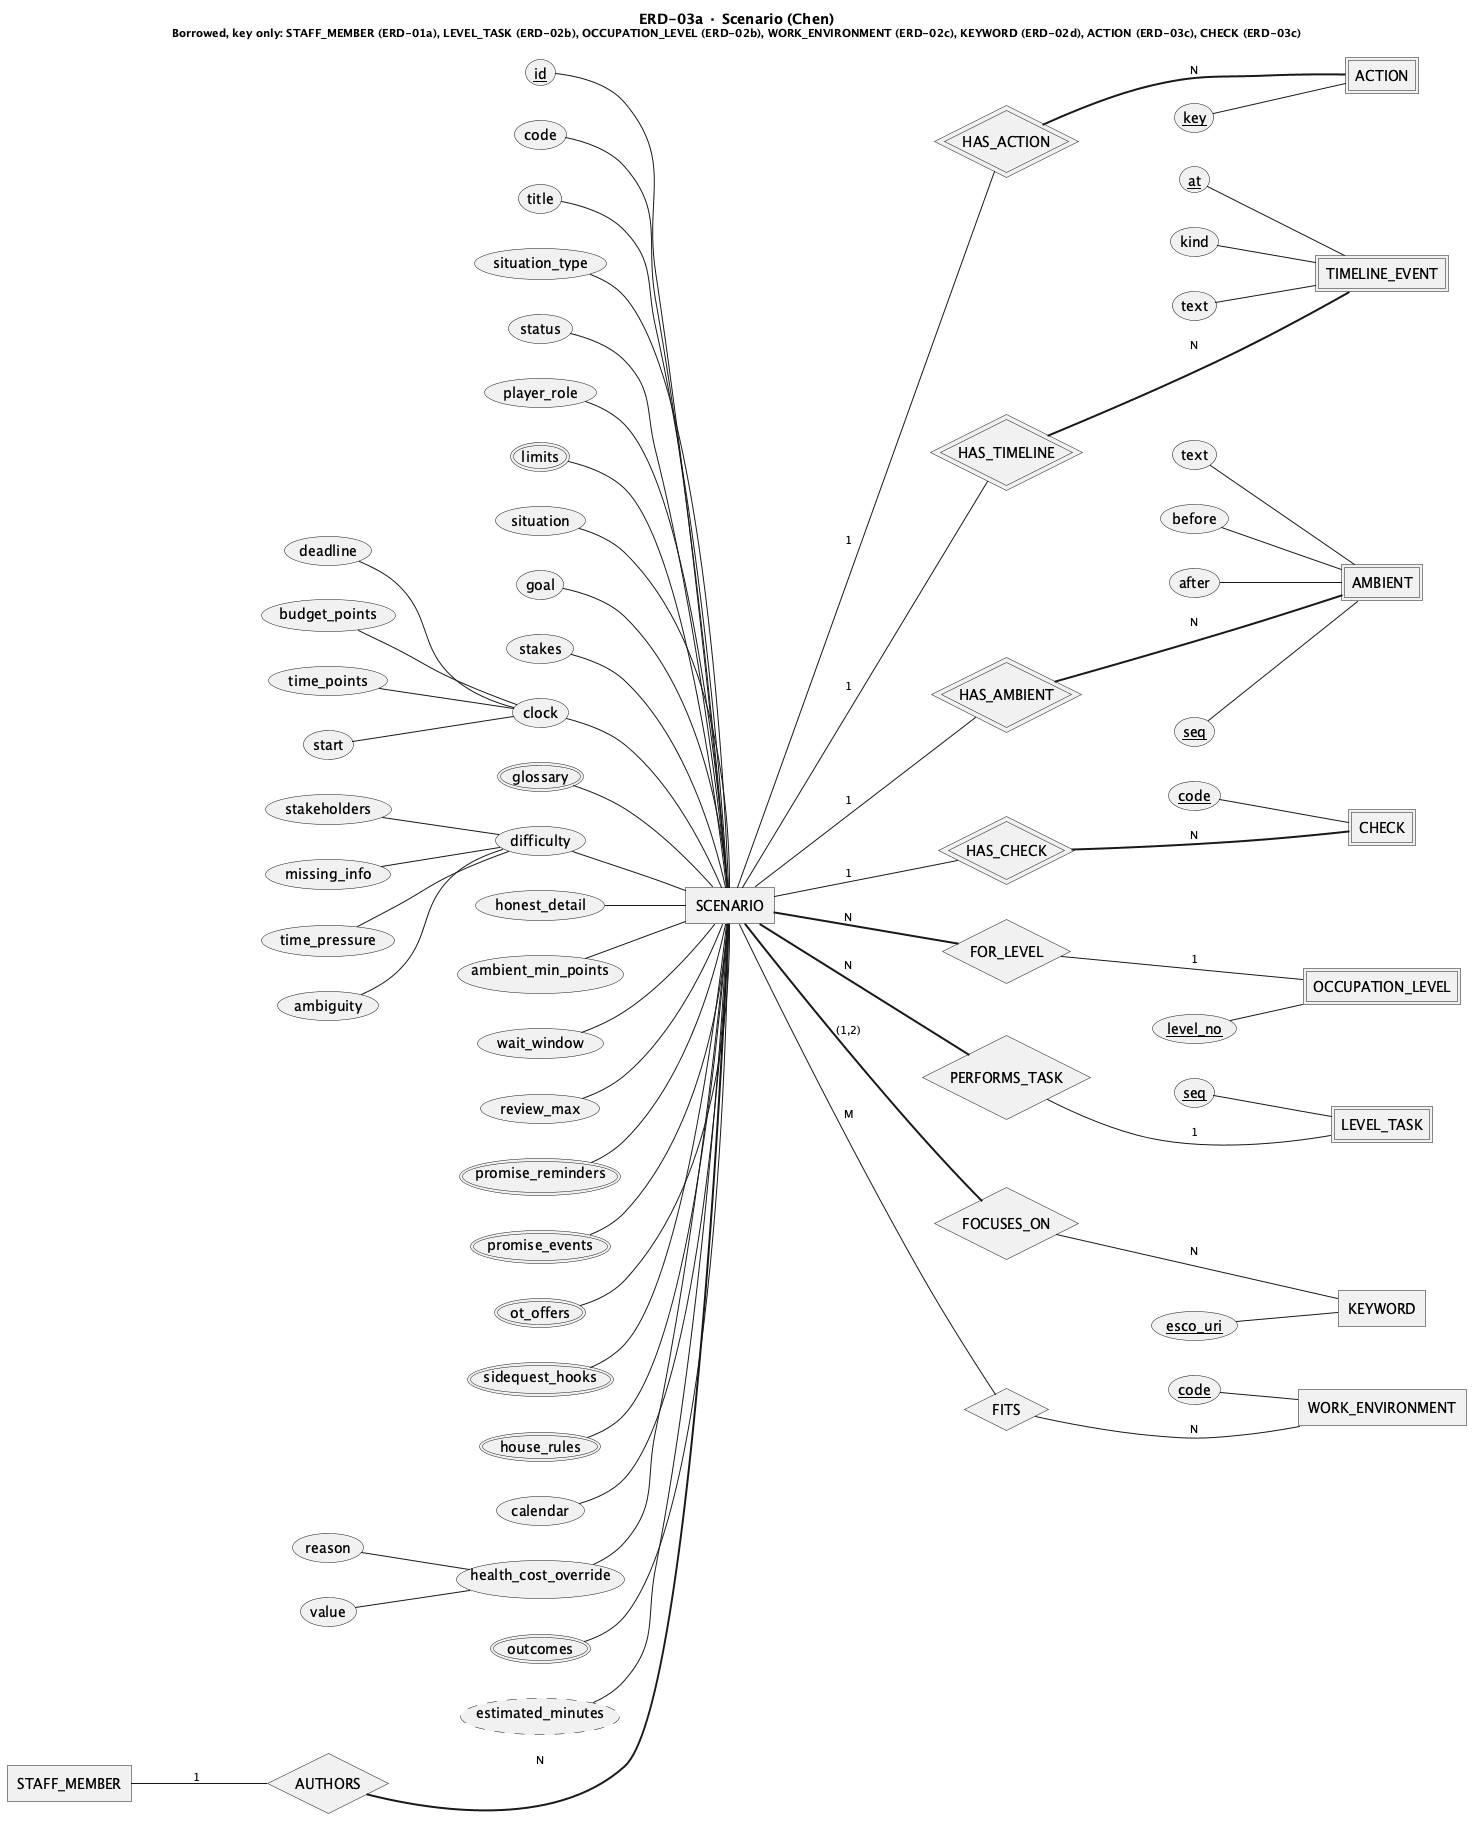 ERD-03a · Scenario (Chen)
Borrowed, key only: STAFF_MEMBER (ERD-01a), LEVEL_TASK (ERD-02b), OCCUPATION_LEVEL (ERD-02b), WORK_ENVIRONMENT (ERD-02c), KEYWORD (ERD-02d), ACTION (ERD-03c), CHECK (ERD-03c)
id
code
title
situation_type
status
player_role
limits
situation
goal
stakes
clock
deadline
budget_points
time_points
start
glossary
difficulty
stakeholders
missing_info
time_pressure
ambiguity
honest_detail
ambient_min_points
wait_window
review_max
promise_reminders
promise_events
ot_offers
sidequest_hooks
house_rules
calendar
health_cost_override
reason
value
outcomes
estimated_minutes
STAFF_MEMBER
1
AUTHORS
N
SCENARIO
HAS_ACTION
N
1
ACTION
key
HAS_TIMELINE
N
1
TIMELINE_EVENT
at
kind
text
HAS_AMBIENT
N
1
AMBIENT
text
before
after
seq
HAS_CHECK
N
1
CHECK
code
FOR_LEVEL
N
1
OCCUPATION_LEVEL
level_no
PERFORMS_TASK
N
1
LEVEL_TASK
seq
FOCUSES_ON
(1,2)
N
KEYWORD
esco_uri
FITS
M
N
WORK_ENVIRONMENT
code